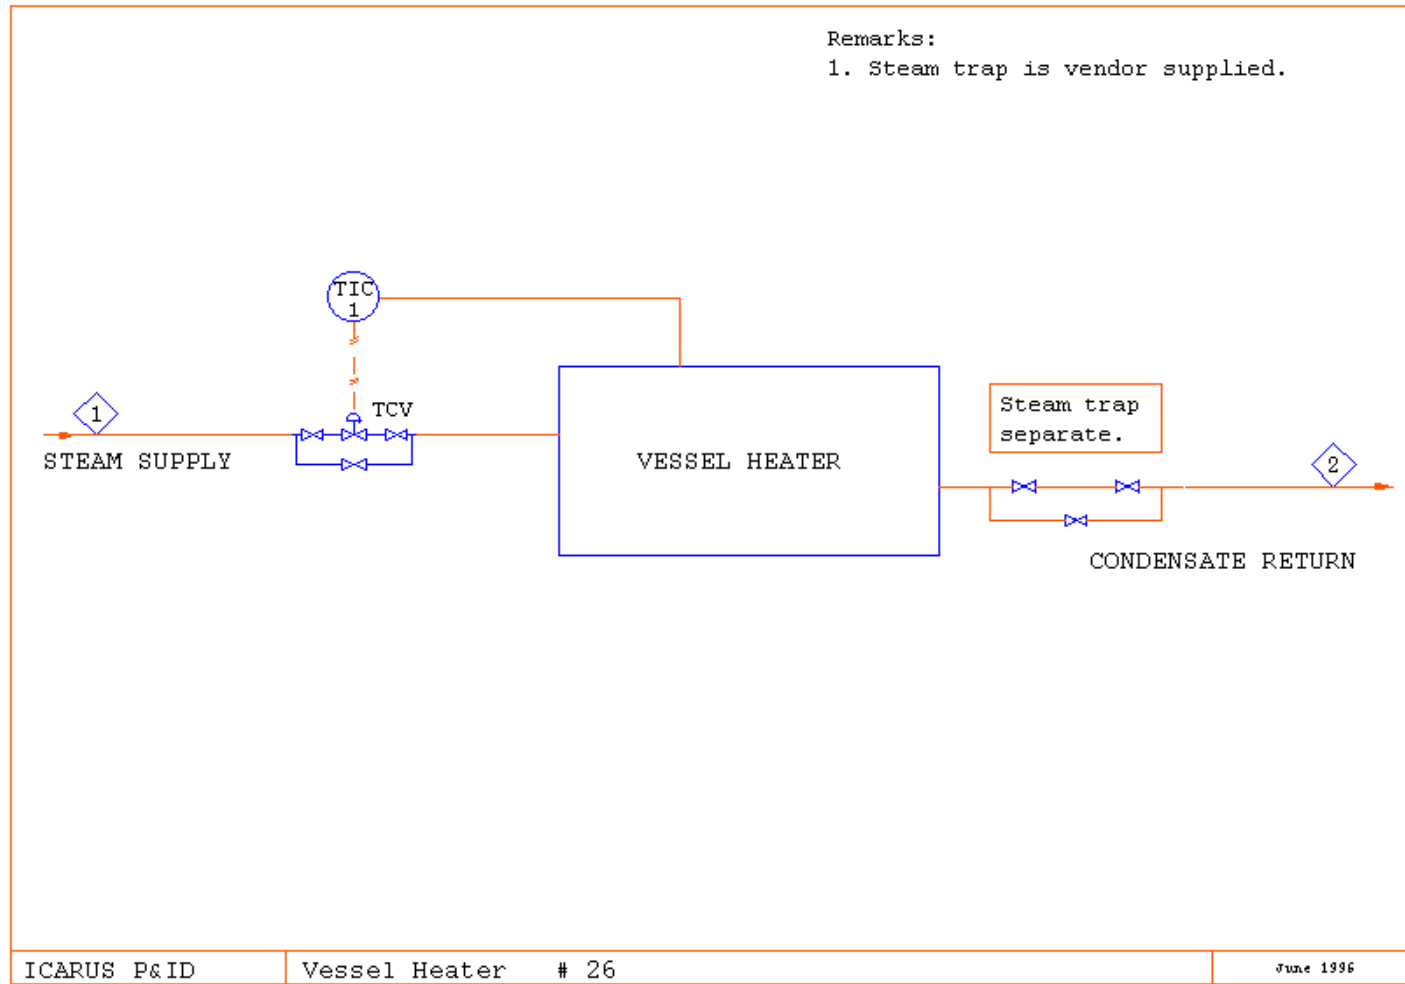 Remarks:
1. Steam trap is vendor supplied.
TIC
1
TCV
1
STEAM SUPPLY
VESSEL HEATER
Steam trap
separate.
2
CONDENSATE RETURN
ICARUS P&ID
Vessel Heater # 26
June 1996